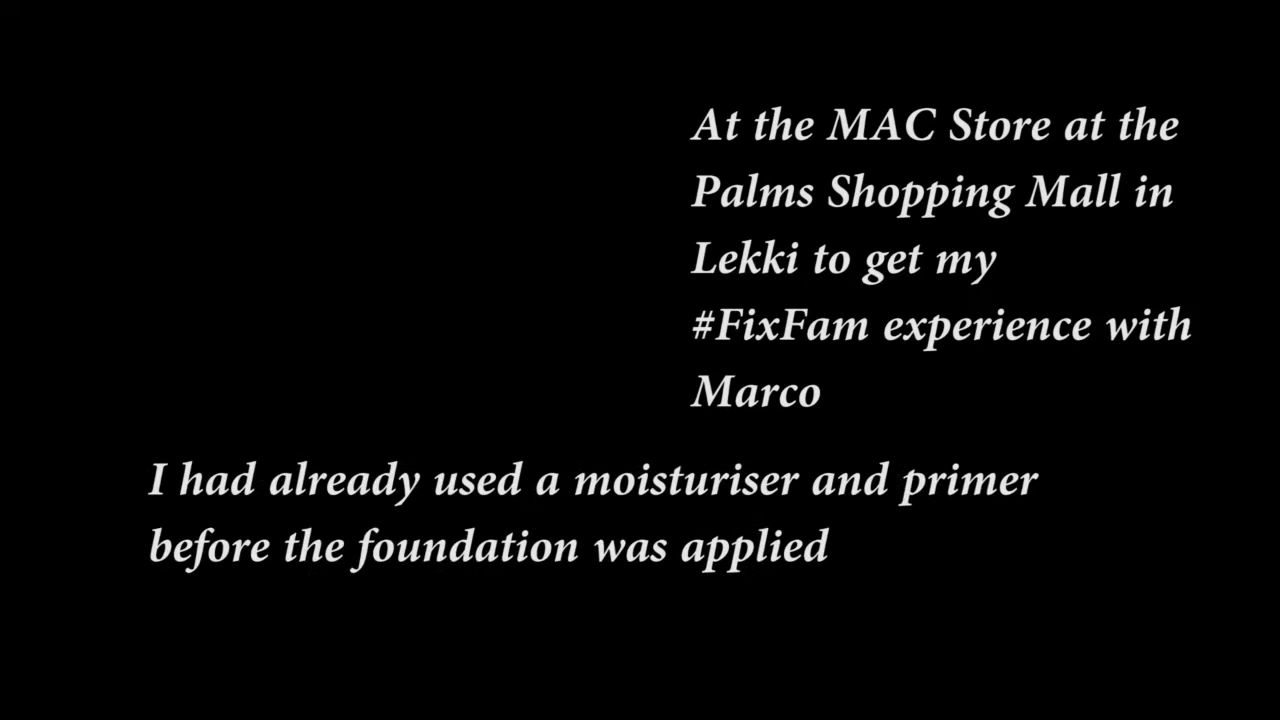 At the MAC Store at the
Palms Shopping Mall in
Lekki to get my
#FixFam experience with
Marco
I had already used a moisturiser and primer
before the foundation was applied